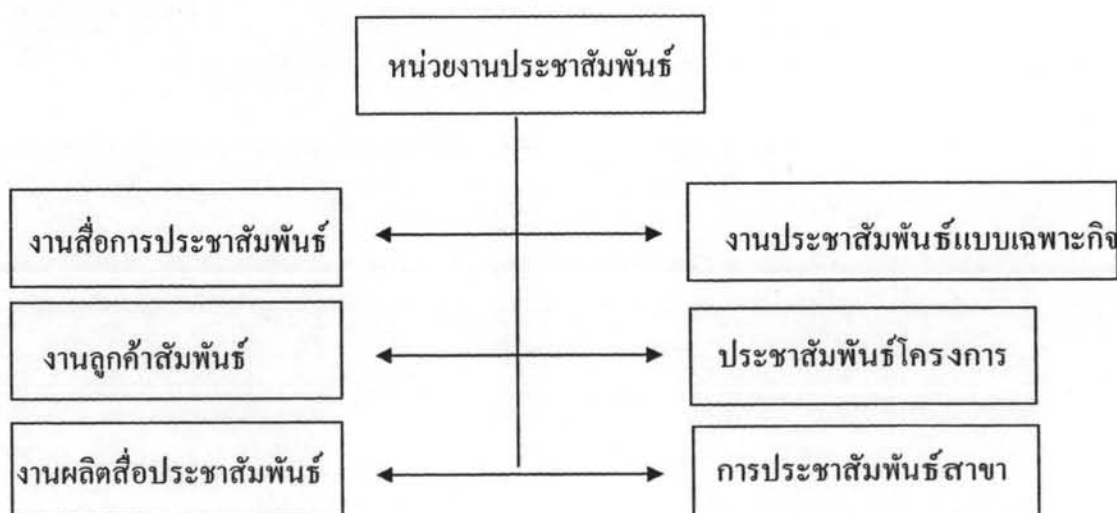 หน่วยงานประชาสัมพันธ์
งานสื่อการประชาสัมพันธ์
งานประชาสัมพันธ์แบบเฉพาะกิจ
งานลูกค้าสัมพันธ์
ประชาสัมพันธ์โครงการ
งานผลิตสื่อประชาสัมพันธ์
การประชาสัมพันธ์สาขา